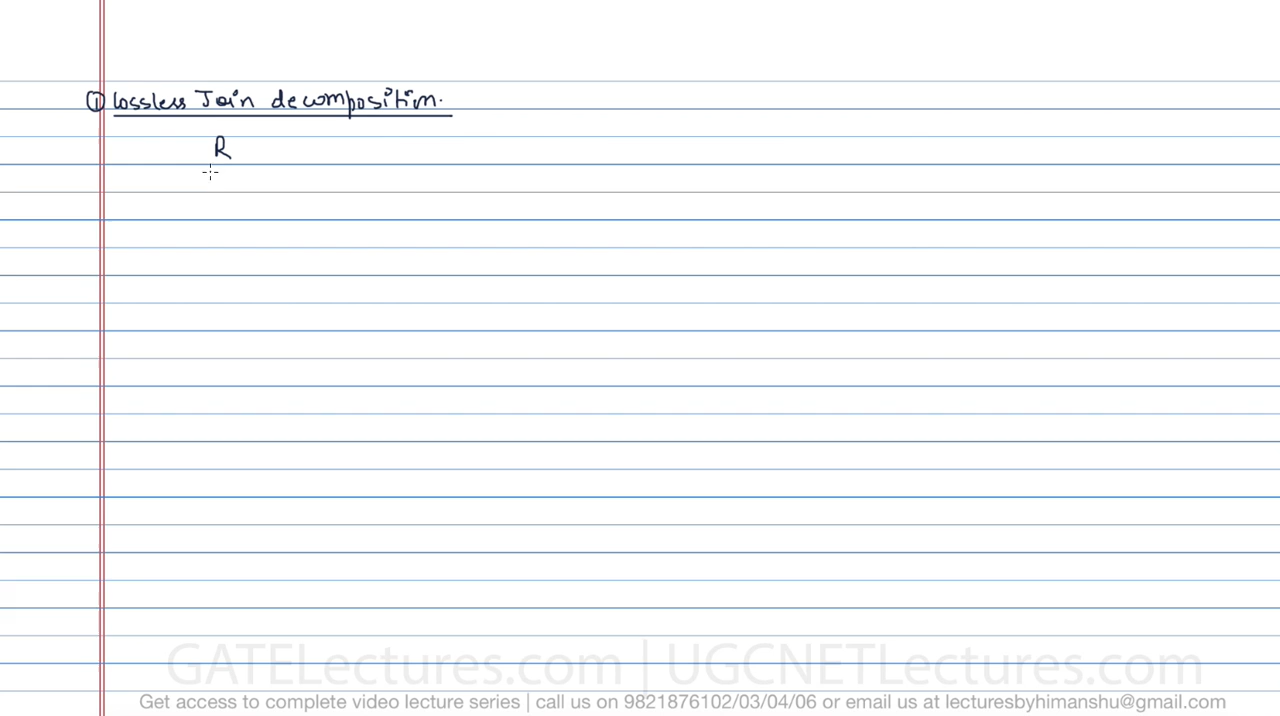 ① Lossless Join decomposition.
R
GATELectures.com | UGCNETLectures.com
Get access to complete video lecture series | call us on 9821876102/03/04/06 or email us at lecturesbyhimanshu@gmail.com